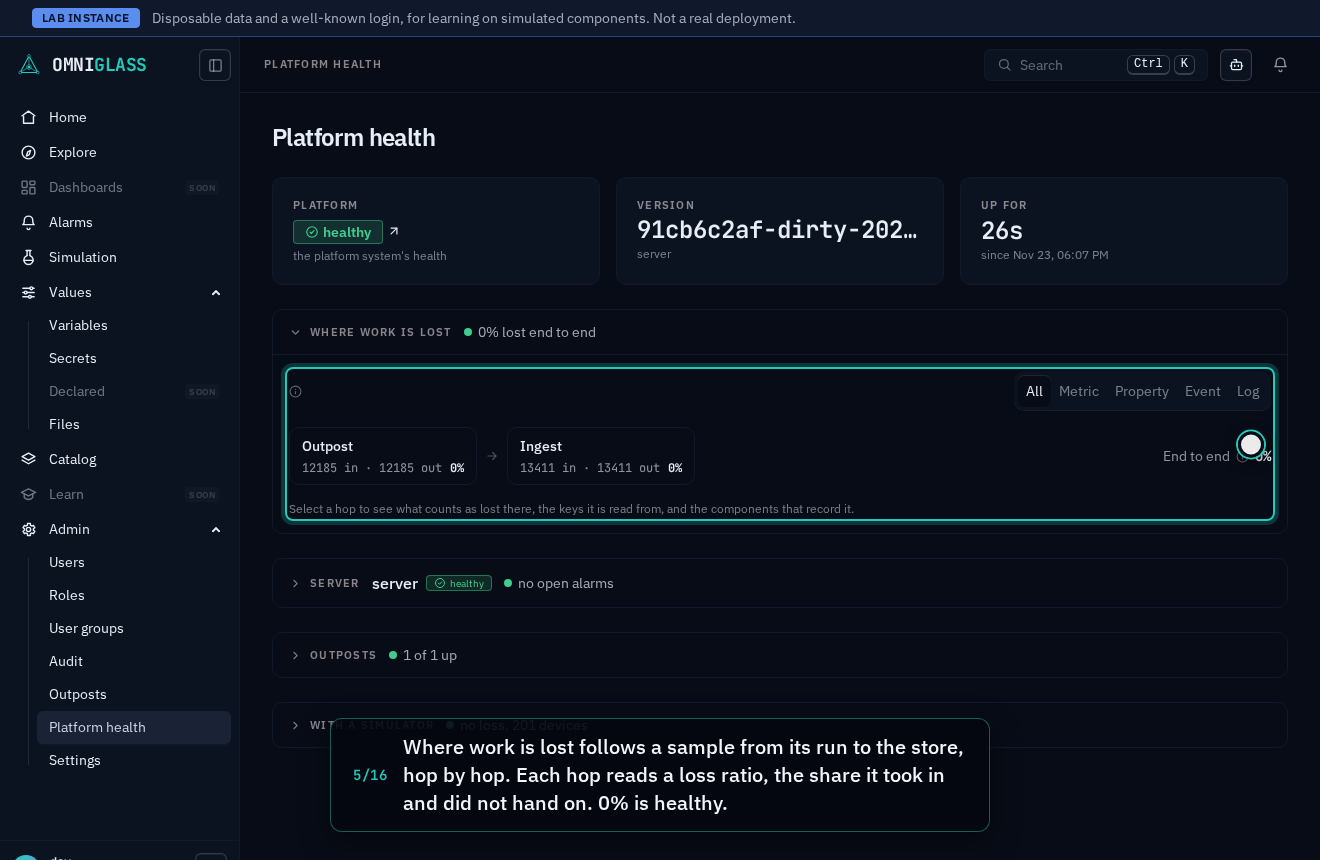 LAB INSTANCE Disposable data and a well-known login, for learning on simulated components. Not a real deployment.
OMNIGLASS
PLATFORM HEALTH
Search Ctrl K
Home
Explore
Dashboards SOON
Alarms
Simulation
Values
Variables
Secrets
Declared SOON
Files
Catalog
Learn SOON
Admin
Users
Roles
User groups
Audit
Outposts
Platform health
Settings
Platform health
PLATFORM
healthy
the platform system's health
VERSION
91cb6c2af-dirty-202…
server
UP FOR
26s
since Nov 23, 06:07 PM
WHERE WORK IS LOST 0% lost end to end
All Metric Property Event Log
Outpost
12185 in · 12185 out 0%
Ingest
13411 in · 13411 out 0%
End to end
Select a hop to see what counts as lost there, the keys it is read from, and the components that record it.
SERVER server healthy no open alarms
OUTPOSTS 1 of 1 up
WITH A SIMULATOR no loss, 201 devices
5/16
Where work is lost follows a sample from its run to the store,
hop by hop. Each hop reads a loss ratio, the share it took in
and did not hand on. 0% is healthy.